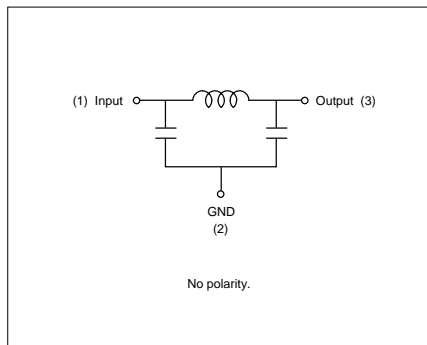 (1) Input Output (3)
GND
(2)
No polarity.